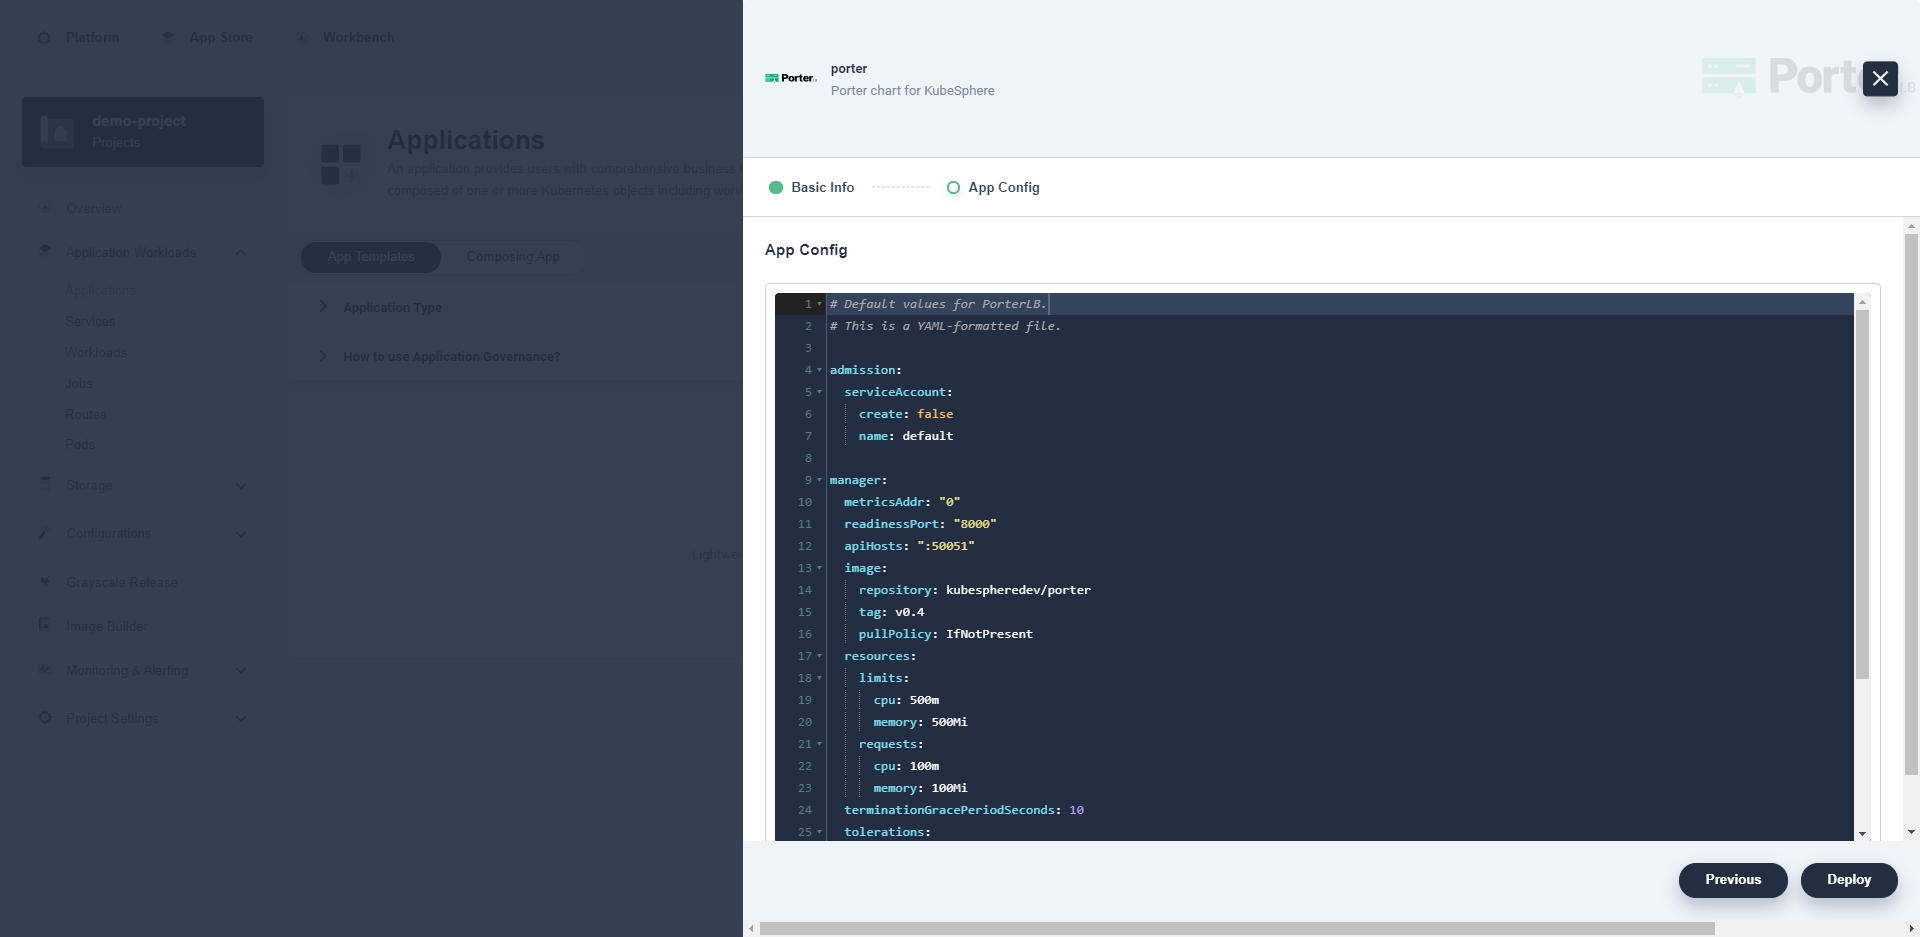 Platform
App Store
Workbench
demo-project
Projects
Overview
Application Workloads
Applications
Services
Workloads
Jobs
Routes
Pods
Storage
Configurations
Grayscale Release
Image Builder
Monitoring & Alerting
Project Settings
Applications
An application provides users with comprehensive business
composed of one or more Kubernetes objects including
App Templates
Composing App
Application Type
How to use Application Governance?
Porter
porter
Porter chart for KubeSphere
Basic Info
App Config
App Config
1 # Default values for PorterLB.
2 # This is a YAML-formatted file.
3
4 admission:
5 serviceAccount:
6 create: false
7 name: default
8
9 manager:
10 metricsAddr: "0"
11 readinessPort: "8000"
12 apiHosts: ":50051"
13 image:
14 repository: kubespheredev/porter
15 tag: v0.4
16 pullPolicy: IfNotPresent
17 resources:
18 limits:
19 cpu: 500m
20 memory: 500Mi
21 requests:
22 cpu: 100m
23 memory: 100Mi
24 terminationGracePeriodSeconds: 10
25 tolerations:
Previous
Deploy